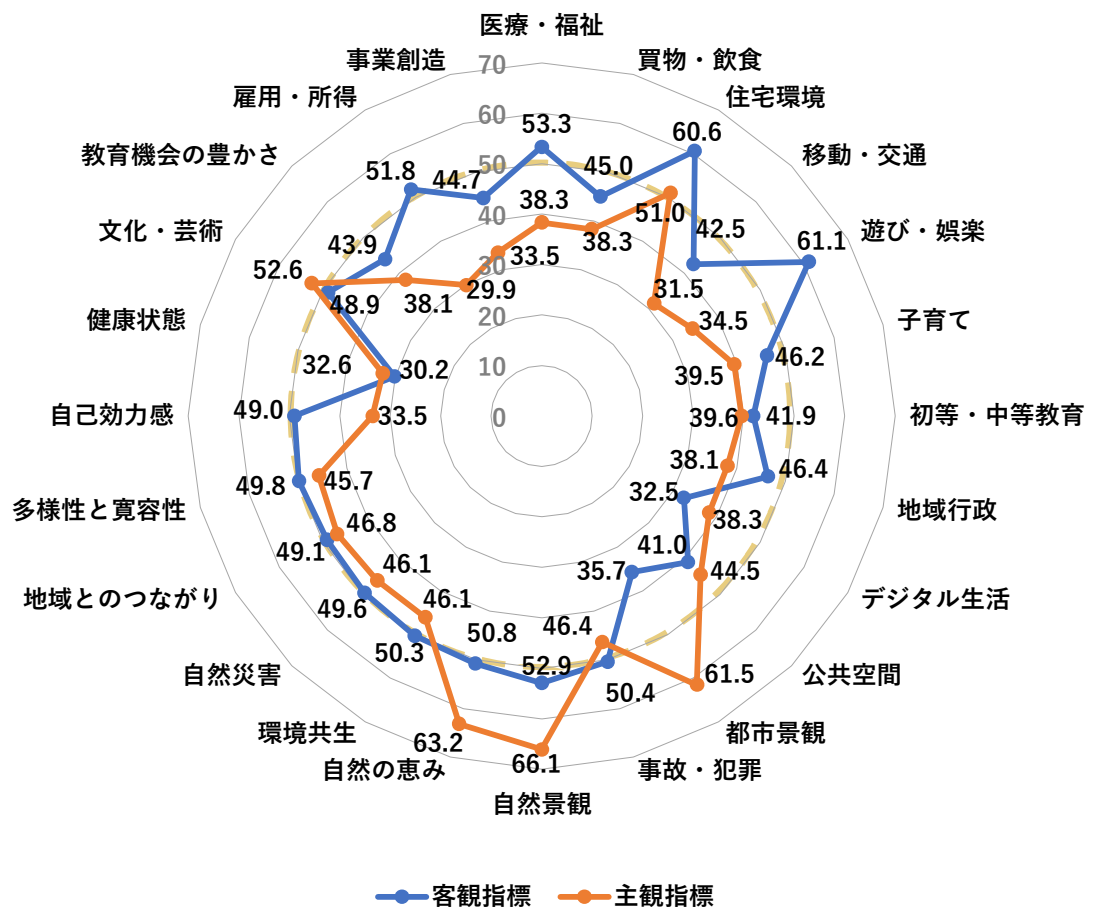 医療・福祉
事業創造
買物・飲食
雇用・所得
住宅環境
教育機会の豊かさ
移動・交通
文化・芸術
遊び・娯楽
健康状態
子育て
自己効力感
初等・中等教育
多様性と寛容性
地域行政
地域とのつながり
デジタル生活
自然災害
公共空間
環境共生
都市景観
自然の恵み
事故・犯罪
自然景観
70
60
50
40
30
20
10
0
53.3
45.0
60.6
42.5
61.1
46.2
41.9
46.4
32.5
41.0
35.7
50.4
52.9
50.8
50.3
49.6
49.1
49.8
49.0
30.2
48.9
43.9
51.8
44.7
38.3
38.3
51.0
31.5
34.5
39.5
39.6
38.1
38.3
44.5
61.5
46.4
66.1
63.2
46.1
46.1
46.8
45.7
33.5
32.6
52.6
38.1
29.9
33.5
客観指標
主観指標